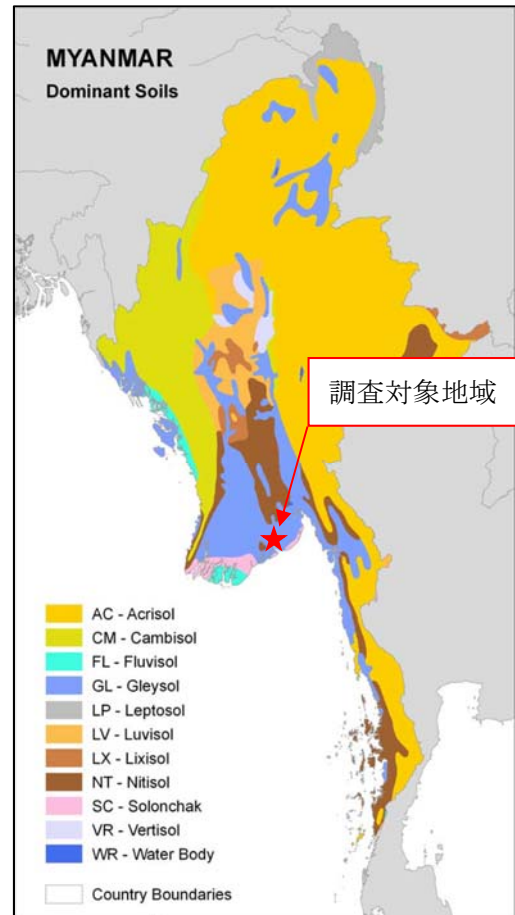 MYANMAR
Dominant Soils
調査対象地域
AC - Acrisol
CM - Cambisol
FL - Fluvisol
GL - Gleysol
LP - Leptosol
LV - Luvisol
LX - Lixisol
NT - Nitisol
SC - Solonchak
VR - Vertisol
WR - Water Body
Country Boundaries